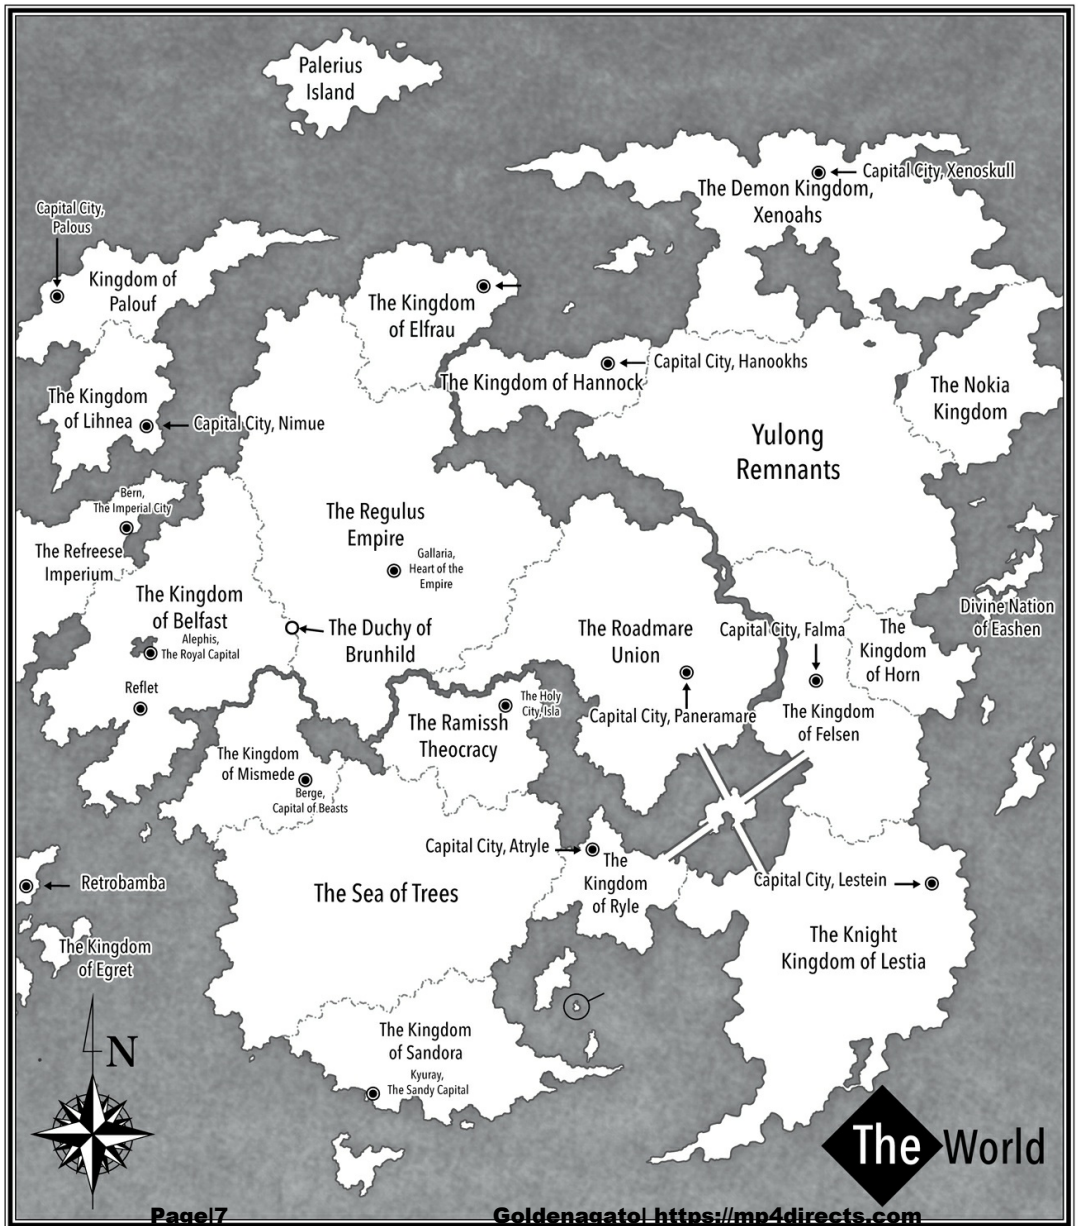 Palerius
Island
Capital City, Xenoskull
The Demon Kingdom,
Xenoahs
Capital City,
Palous
Kingdom of
Palouf
The Kingdom
of Elfrau
Capital City, Hanookhs
The Kingdom of Hannock
The Nokia
Kingdom
The Kingdom
of Lihnea
Capital City, Nimue
Yulong
Remnants
Bern,
The Imperial City
The Refreese
Imperium
The Regulus
Empire
Gallaria,
Heart of the
Empire
The Kingdom
of Belfast
Alephis,
The Royal Capital
The Duchy of
Brunhild
The Roadmare
Union
Capital City, Falma
The
Kingdom
of Horn
Divine Nation
of Eashen
Reflet
The Holy
City, Isla
The Ramissh
Theocracy
Capital City, Paneramare
The Kingdom
of Felsen
The Kingdom
of Mismede
Berge,
Capital of Beasts
Capital City, Atryle
The
Kingdom
of Ryle
Retrobamba
The Sea of Trees
Capital City, Lestein
The Kingdom
of Egret
The Knight
Kingdom of Lestia
N
The Kingdom
of Sandora
Kyuray,
The Sandy Capital
The World
Page|7
Goldenagato| https://mp4directs.com